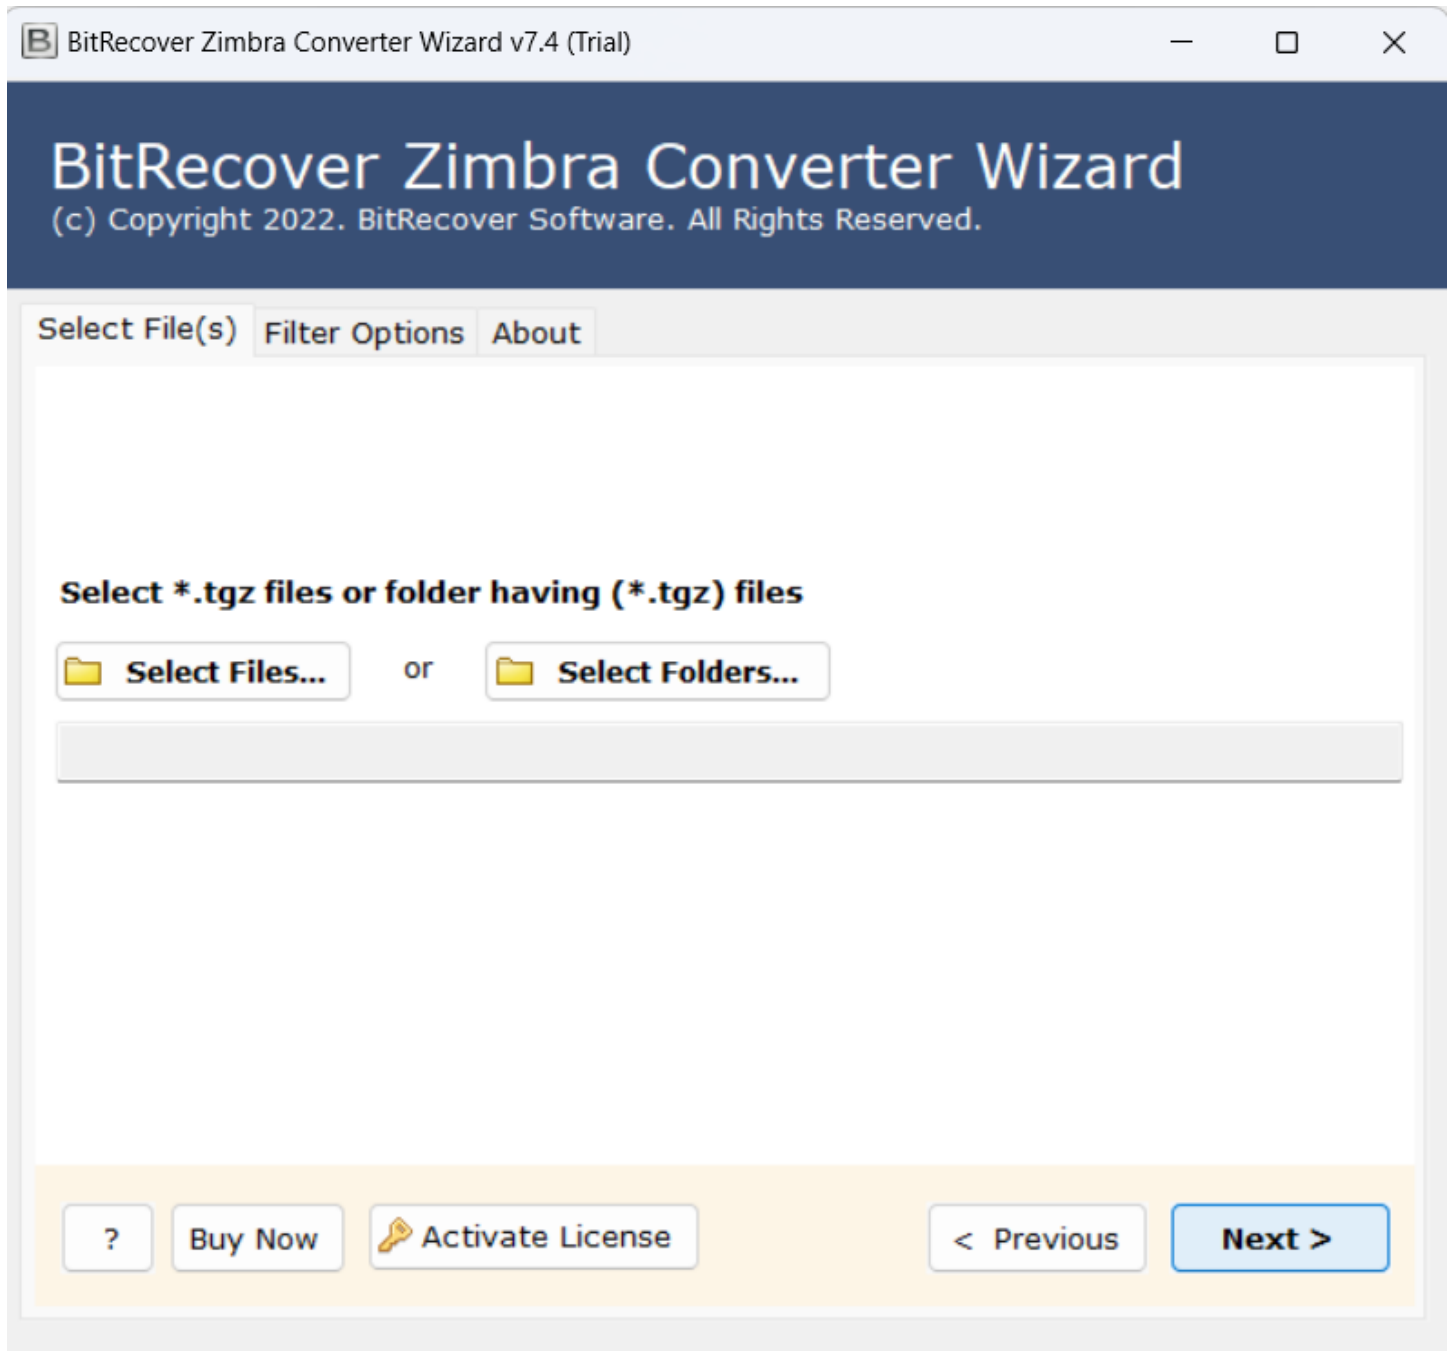 B BitRecover Zimbra Converter Wizard v7.4 (Trial)
BitRecover Zimbra Converter Wizard
(c) Copyright 2022. BitRecover Software. All Rights Reserved.
Select File(s) Filter Options About
Select *.tgz files or folder having (*.tgz) files
Select Files... or Select Folders...
? Buy Now Activate License < Previous Next >